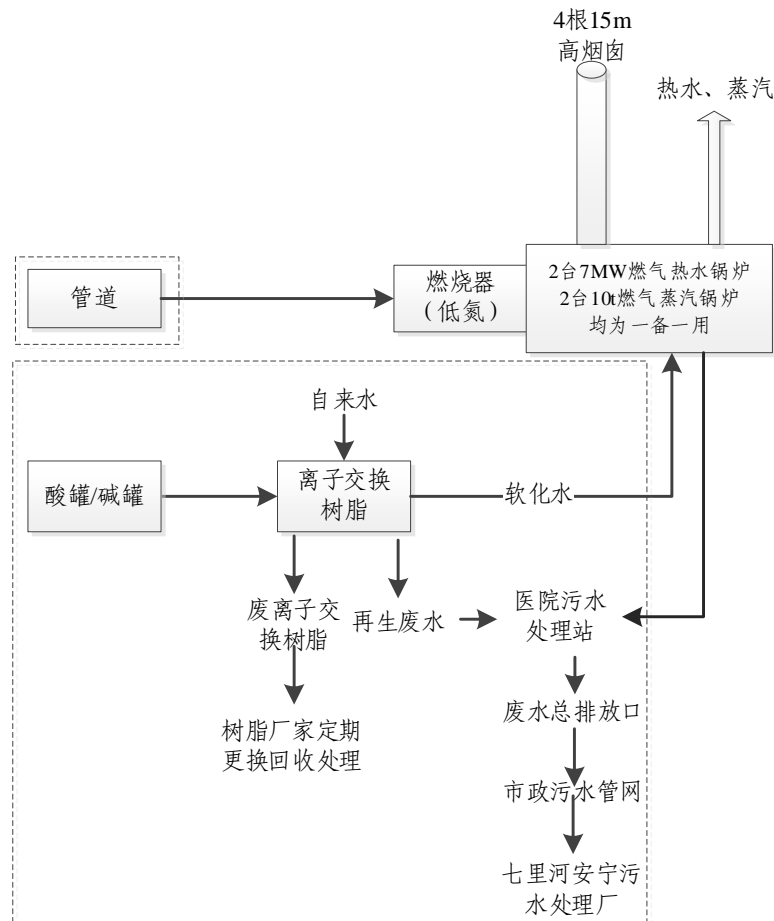 4根15m
高烟囱
热水、蒸汽
管道
燃烧器
(低氮)
2台7MW燃气热水锅炉
2台10t燃气蒸汽锅炉
均为一备一用
自来水
酸罐/碱罐
离子交换
树脂
软化水
废离子交
换树脂
再生废水
医院污水
处理站
树脂厂家定期
更换回收处理
废水总排放口
市政污水管网
七里河安宁污
水处理厂